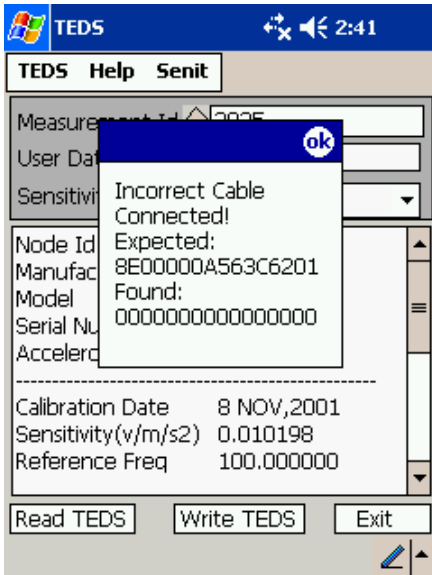 TEDS 2:41
TEDS Help Senit
User Dat
Incorrect Cable
Connected!
Expected:
8E00000A563C6201
Found:
0000000000000000
Sensitivi
Node Id
Manufac
Model
Serial Nu
Accelero
Calibration Date 8 NOV,2001
Sensitivity(v/m/s2) 0.010198
Reference Freq 100.000000
Read TEDS Write TEDS Exit
ok